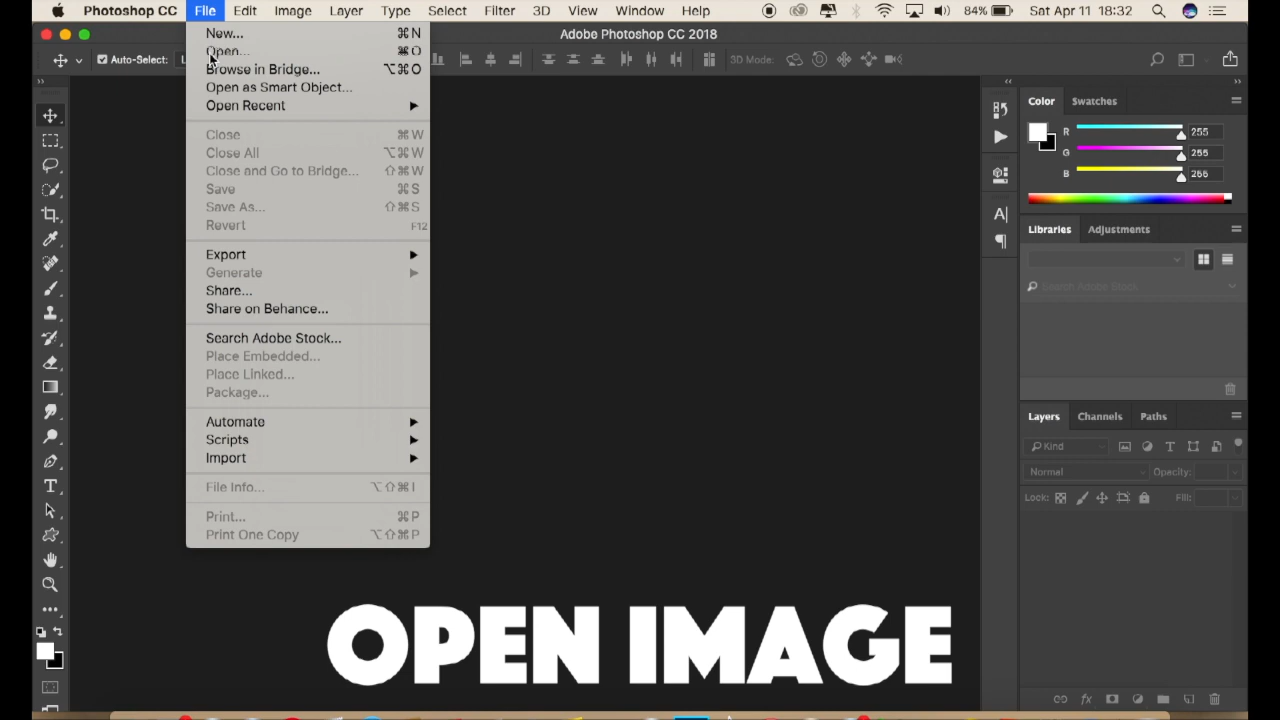 Photoshop CC File Edit Image Layer Type Select Filter 3D View Window Help 84% Sat Apr 11 18:32
Adobe Photoshop CC 2018
Auto-Select: 3D Mode:
New... ⌘N
Open... ⌘O
Browse in Bridge... ⌥⌘O
Open as Smart Object...
Open Recent
Close ⌘W
Close All ⌥⌘W
Close and Go to Bridge... ⇧⌘W
Save ⌘S
Save As... ⇧⌘S
Revert F12
Export
Generate
Share...
Share on Behance...
Search Adobe Stock...
Place Embedded...
Place Linked...
Package...
Automate
Scripts
Import
File Info... ⌥⇧⌘I
Print... ⌘P
Print One Copy ⌥⇧⌘P
Color Swatches
R 255
G 255
B 255
Libraries Adjustments
Search Adobe Stock
Layers Channels Paths
Kind
Normal Opacity:
Lock: Fill:
OPEN IMAGE